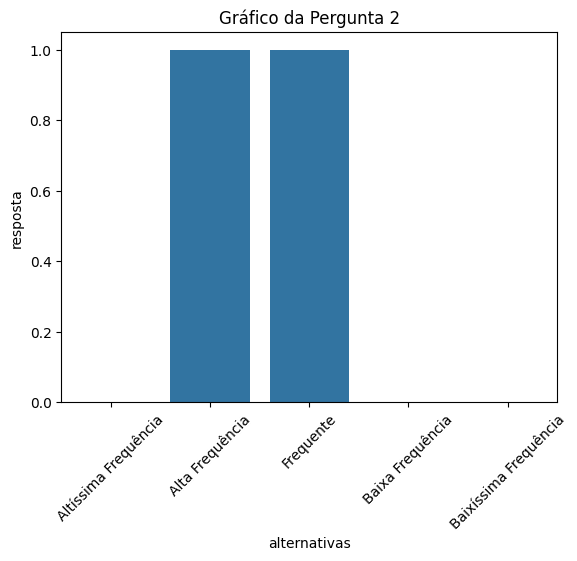 Gráfico da Pergunta 2
resposta
1.0
0.8
0.6
0.4
0.2
0.0
Altíssima Frequência
Alta Frequência
Frequente
Baixa Frequência
Baixíssima Frequência
alternativas